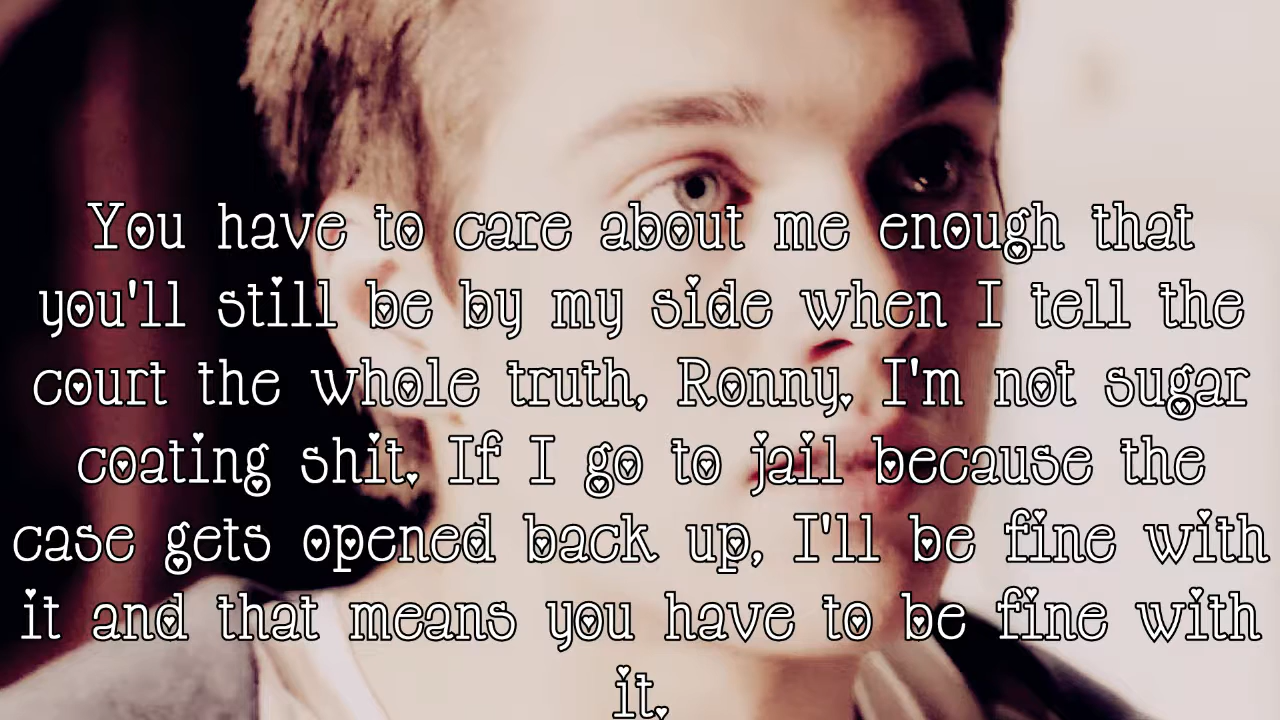 You have to care about me enough that
you'll still be by my side when I tell the
court the whole truth, Ronny. I'm not sugar
coating shit. If I go to jail because the
case gets opened back up, I'll be fine with
it and that means you have to be fine with
it.